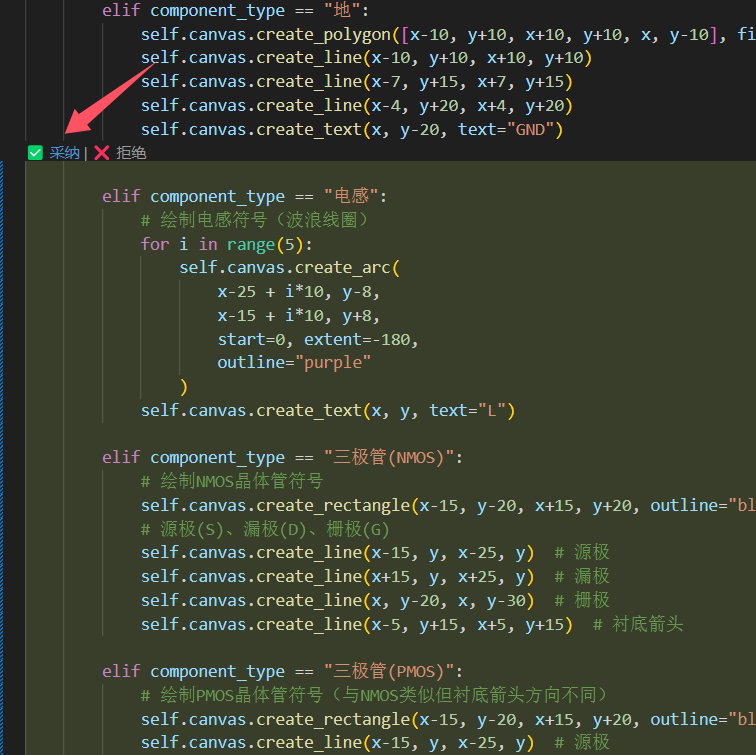 elif component_type == "地":
self.canvas.create_polygon([x-10, y+10, x+10, y+10, x, y-10], fi
self.canvas.create_line(x-10, y+10, x+10, y+10)
self.canvas.create_line(x-7, y+15, x+7, y+15)
self.canvas.create_line(x-4, y+20, x+4, y+20)
self.canvas.create_text(x, y-20, text="GND")
✅ 采纳 | ❌ 拒绝
elif component_type == "电感":
# 绘制电感符号（波浪线圈）
for i in range(5):
self.canvas.create_arc(
x-25 + i*10, y-8,
x-15 + i*10, y+8,
start=0, extent=-180,
outline="purple"
)
self.canvas.create_text(x, y, text="L")
elif component_type == "三极管(NMOS)":
# 绘制NMOS晶体管符号
self.canvas.create_rectangle(x-15, y-20, x+15, y+20, outline="bl
# 源极(S)、漏极(D)、栅极(G)
self.canvas.create_line(x-15, y, x-25, y)  # 源极
self.canvas.create_line(x+15, y, x+25, y)  # 漏极
self.canvas.create_line(x, y-20, x, y-30)  # 栅极
self.canvas.create_line(x-5, y+15, x+5, y+15)  # 衬底箭头
elif component_type == "三极管(PMOS)":
# 绘制PMOS晶体管符号（与NMOS类似但衬底箭头方向不同）
self.canvas.create_rectangle(x-15, y-20, x+15, y+20, outline="bl
self.canvas.create_line(x-15, y, x-25, y)  # 源极